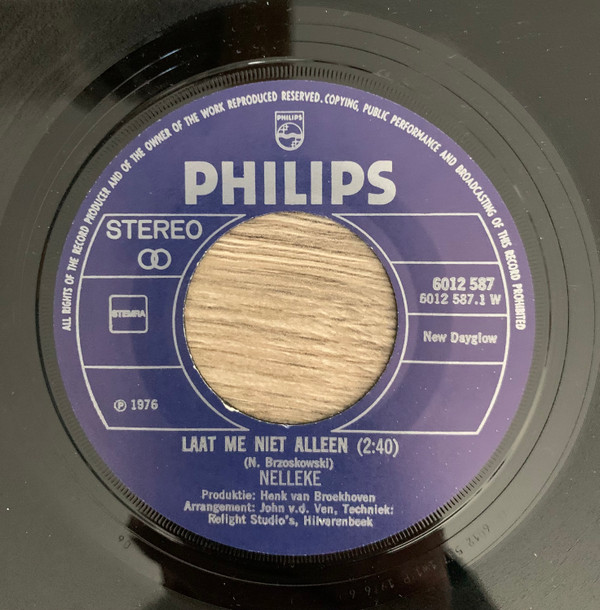 ALL RIGHTS OF THE RECORD PRODUCER AND OF THE OWNER OF THE WORK REPRODUCED RESERVED. COPYING, PUBLIC PERFORMANCE AND BROADCASTING OF THIS RECORD PROHIBITED
PHILIPS
PHILIPS
STEREO
6012 587
6012 587.1 W
STEMRA
New Dayglow
℗ 1976
LAAT ME NIET ALLEEN (2:40)
(N. Brzoskowski)
NELLEKE
Produktie: Henk van Broekhoven
Arrangement: John v.d. Ven, Techniek:
Relight Studio's, Hilvarenbeek